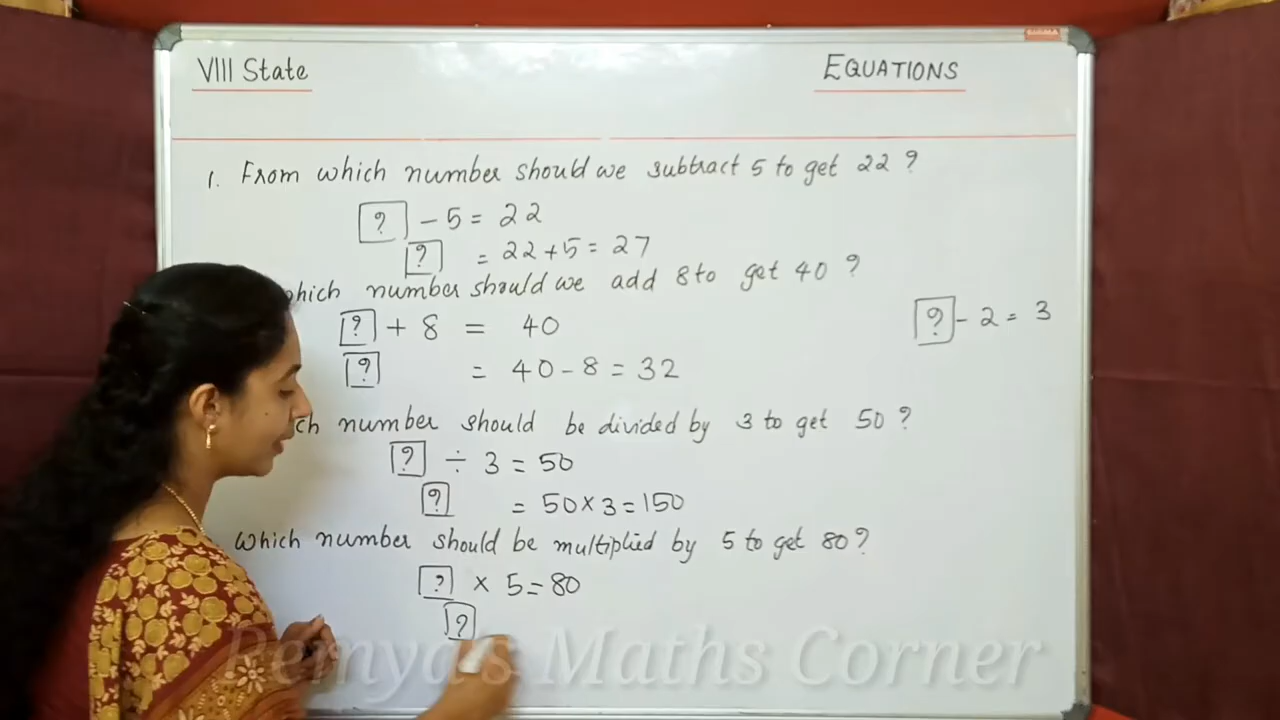 VIII State
EQUATIONS
1. From which number should we subtract 5 to get 22 ?
? - 5 = 22
? = 22 + 5 = 27
which number should we add 8 to get 40 ?
? + 8 = 40
? - 2 = 3
? = 40 - 8 = 32
number should be divided by 3 to get 50 ?
? ÷ 3 = 50
? = 50 × 3 = 150
which number should be multiplied by 5 to get 80 ?
? × 5 = 80
?
Remya's Maths Corner